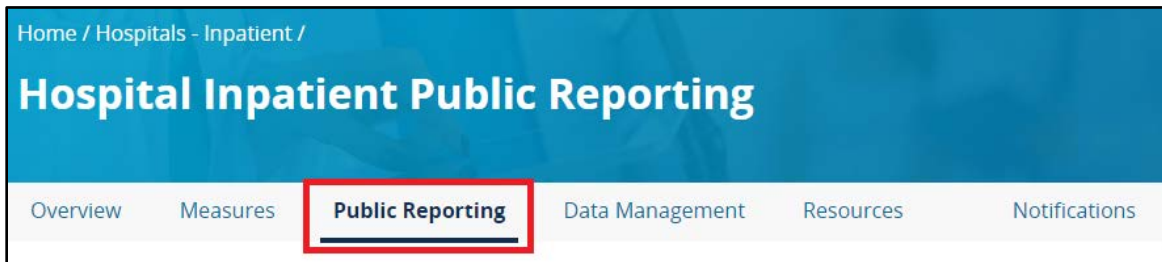 Home / Hospitals - Inpatient /
Hospital Inpatient Public Reporting
Overview Measures Public Reporting Data Management Resources Notifications